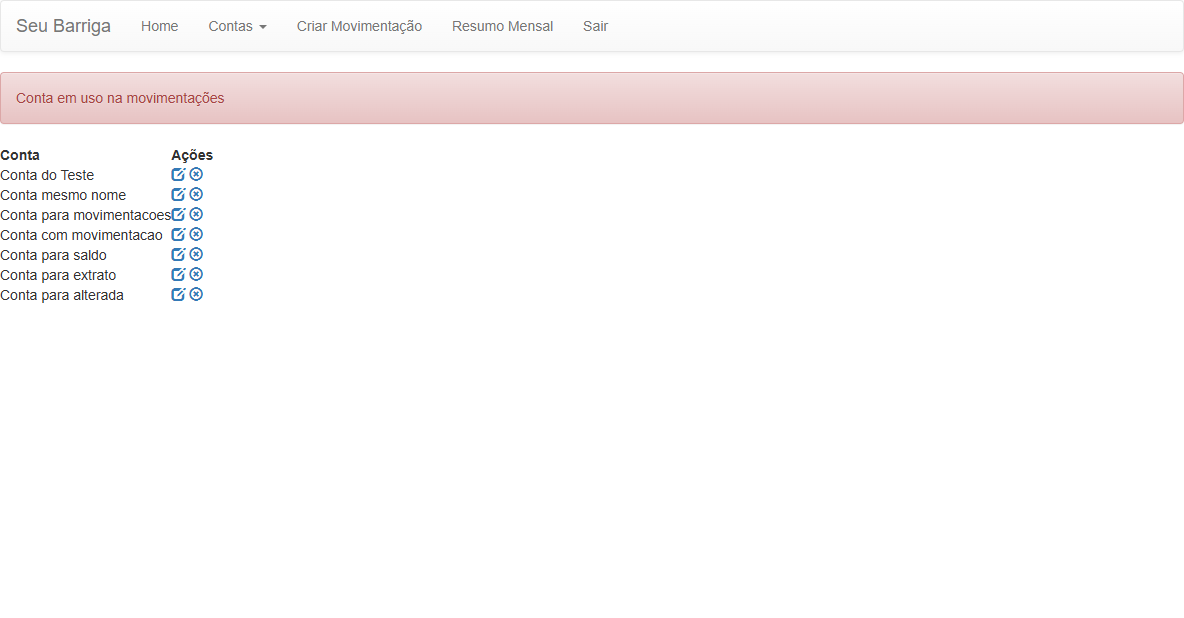 Seu Barriga Home Contas Criar Movimentação Resumo Mensal Sair
Conta em uso na movimentações
Conta Ações
Conta do Teste
Conta mesmo nome
Conta para movimentacoes
Conta com movimentacao
Conta para saldo
Conta para extrato
Conta para alterada